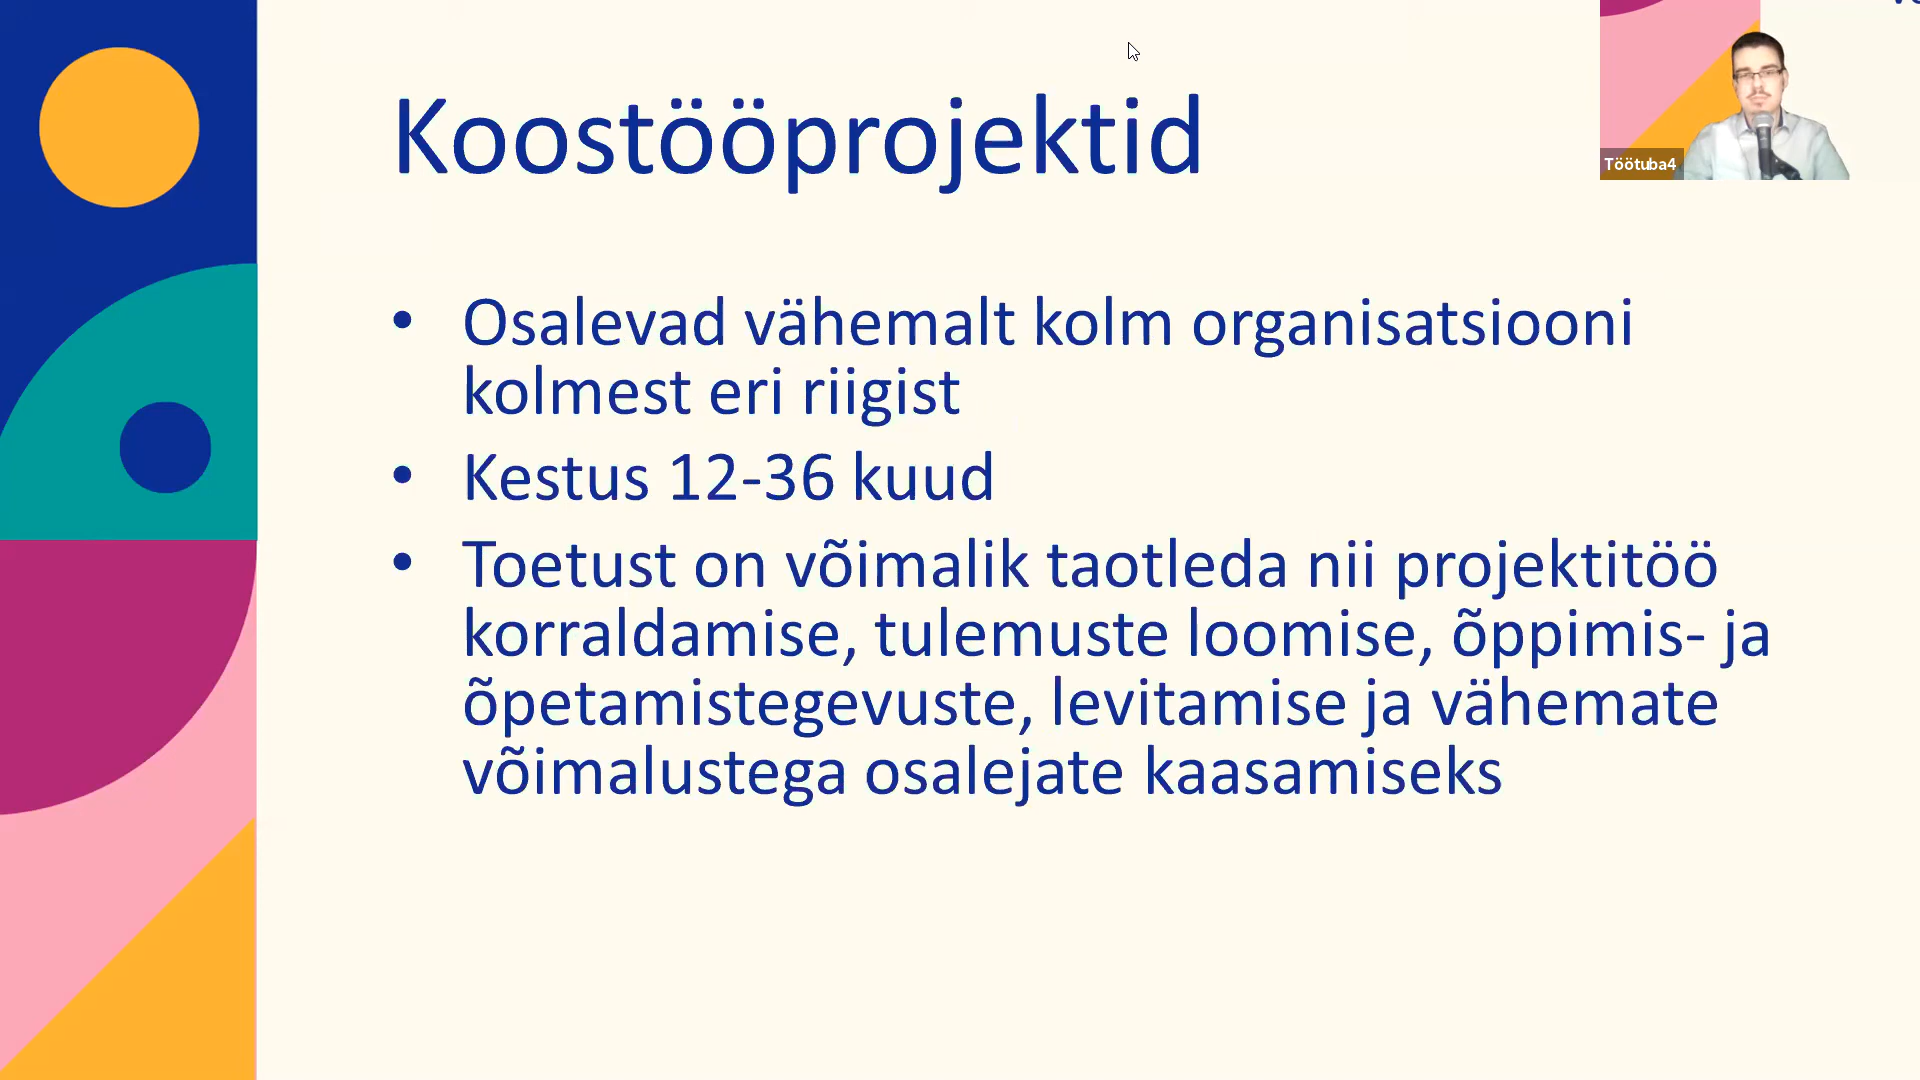 Koostööprojektid
Töötuba4
• Osalevad vähemalt kolm organisatsiooni
kolmest eri riigist
• Kestus 12-36 kuud
• Toetust on võimalik taotleda nii projektitöö
korraldamise, tulemuste loomise, õppimis- ja
õpetamistegevuste, levitamise ja vähemate
võimalustega osalejate kaasamiseks